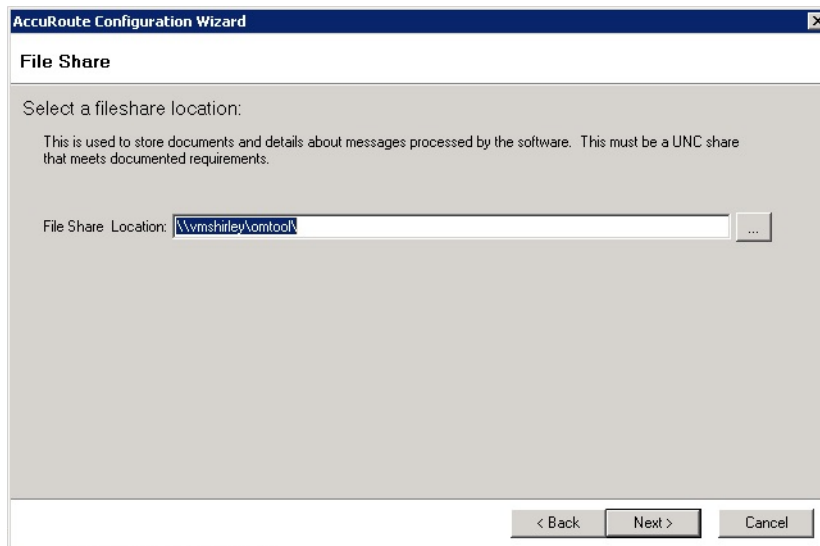 AccuRoute Configuration Wizard
File Share
Select a fileshare location:
This is used to store documents and details about messages processed by the software.  This must be a UNC share
that meets documented requirements.
File Share  Location: \\vmshirley\omtool\ ...
< Back Next > Cancel